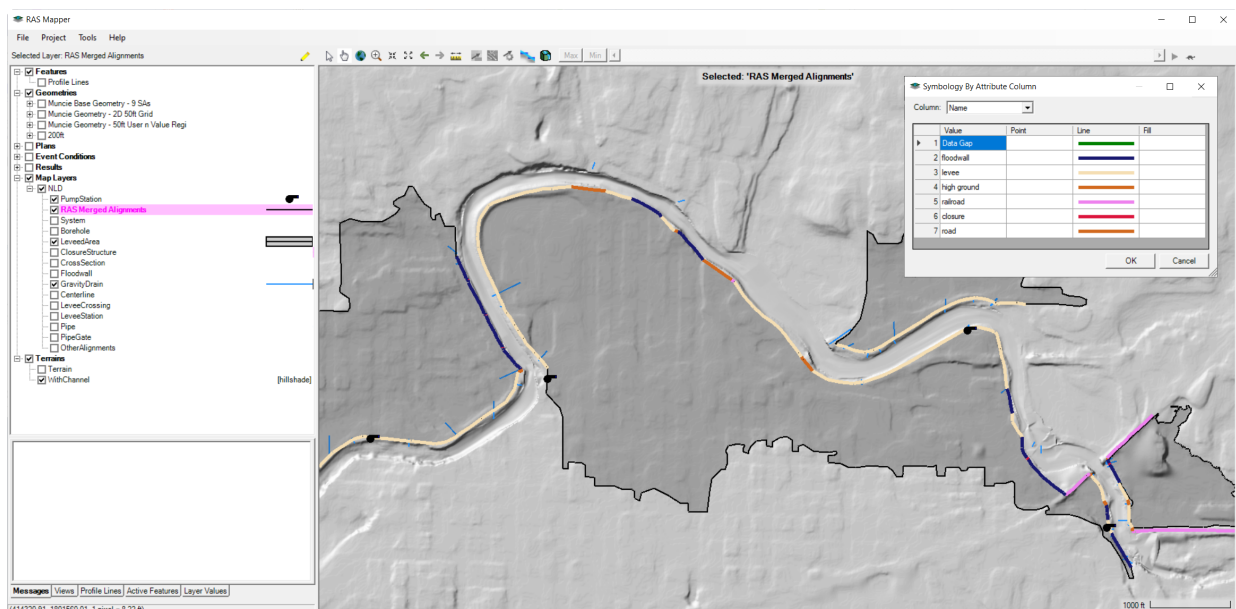 RAS Mapper
File Project Tools Help
Selected Layer: RAS Merged Alignments
Max Min
Features
Profile Lines
Geometries
Muncie Base Geometry - 9 SAs
Muncie Geometry - 2D 50ft Grid
Muncie Geometry - 50ft User n Value Regi
200ft
Plans
Event Conditions
Results
Map Layers
NLD
PumpStation
RAS Merged Alignments
System
Borehole
LeveedArea
ClosureStructure
CrossSection
Floodwall
GravityDrain
Centerline
LeveeCrossing
LeveeStation
Pipe
PipeGate
OtherAlignments
Terrains
Terrain
WithChannel [hillshade]
Messages Views Profile Lines Active Features Layer Values
Selected: 'RAS Merged Alignments'
Symbology By Attribute Column
Column: Name
Value Point Line Fill
1 Data Gap
2 floodwall
3 levee
4 high ground
5 railroad
6 closure
7 road
OK Cancel
1000 ft